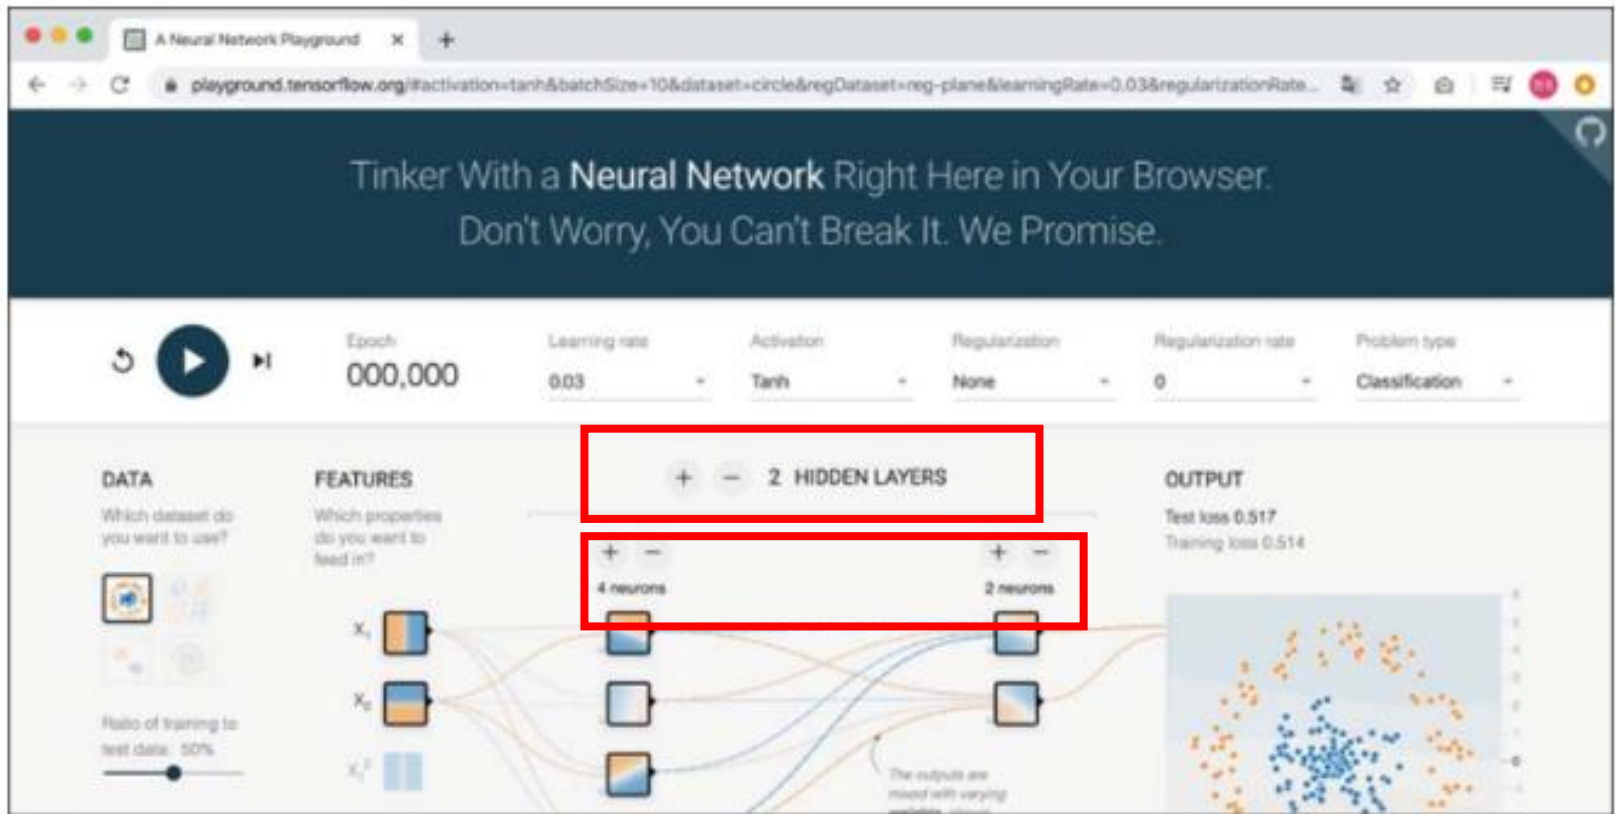 A Neural Network Playground
playground.tensorflow.org/#activation=tanh&batchSize=10&dataset=circle&regDataset=reg-plane&learningRate=0.03&regularizationRate...
Tinker With a Neural Network Right Here in Your Browser.
Don't Worry, You Can't Break It. We Promise.
Epoch
000,000
Learning rate
0.03
Activation
Tanh
Regularization
None
Regularization rate
0
Problem type
Classification
DATA
Which dataset do
you want to use?
Ratio of training to
test data: 50%
FEATURES
Which properties
do you want to
feed in?
X₁
X₂
X₁²
+ − 2 HIDDEN LAYERS
+ −
4 neurons
+ −
2 neurons
The outputs are
mixed with varying
OUTPUT
Test loss 0.517
Training loss 0.514